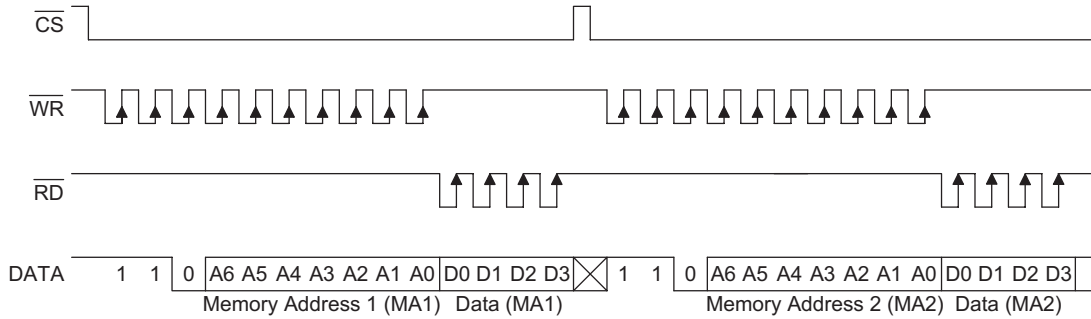 CS
WR
RD
DATA 1 1 0 A6 A5 A4 A3 A2 A1 A0 D0 D1 D2 D3 1 1 0 A6 A5 A4 A3 A2 A1 A0 D0 D1 D2 D3
Memory Address 1 (MA1) Data (MA1) Memory Address 2 (MA2) Data (MA2)